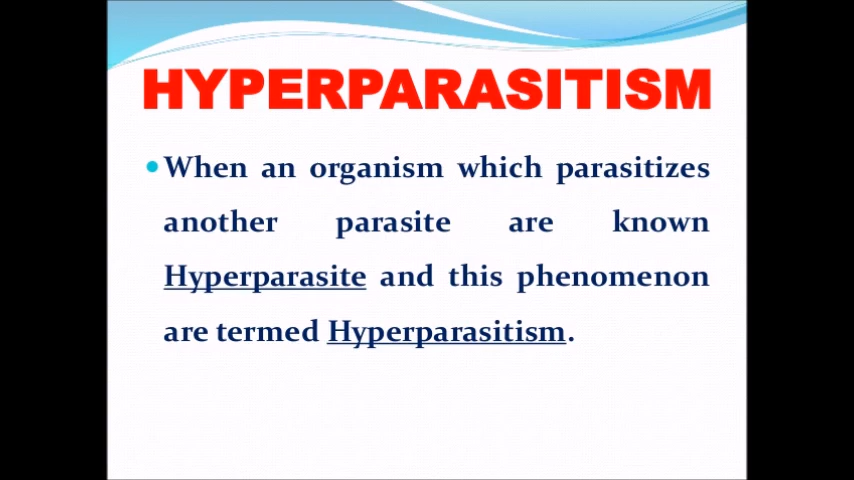 HYPERPARASITISM
•When an organism which parasitizes
another parasite are known
Hyperparasite and this phenomenon
are termed Hyperparasitism.